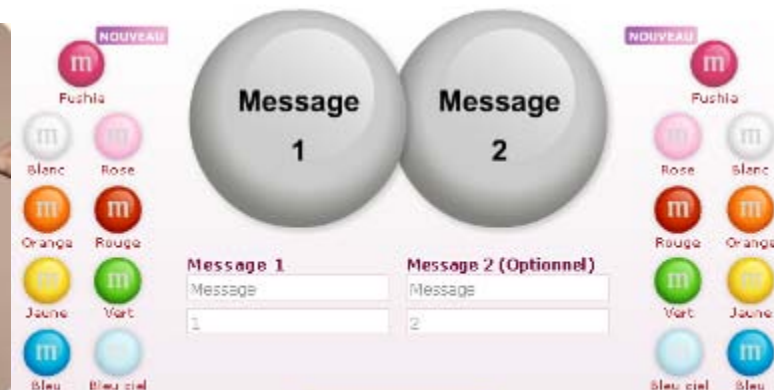 NOUVEAU
m
Fushia
m m
Blanc Rose
m m
Orange Rouge
m m
Jaune Vert
m m
Bleu Bleu ciel
Message
1
Message
2
Message 1
Message
1
Message 2 (Optionnel)
Message
2
NOUVEAU
m
Fushia
m m
Rose Blanc
m m
Rouge Orange
m m
Vert Jaune
m m
Bleu ciel Bleu